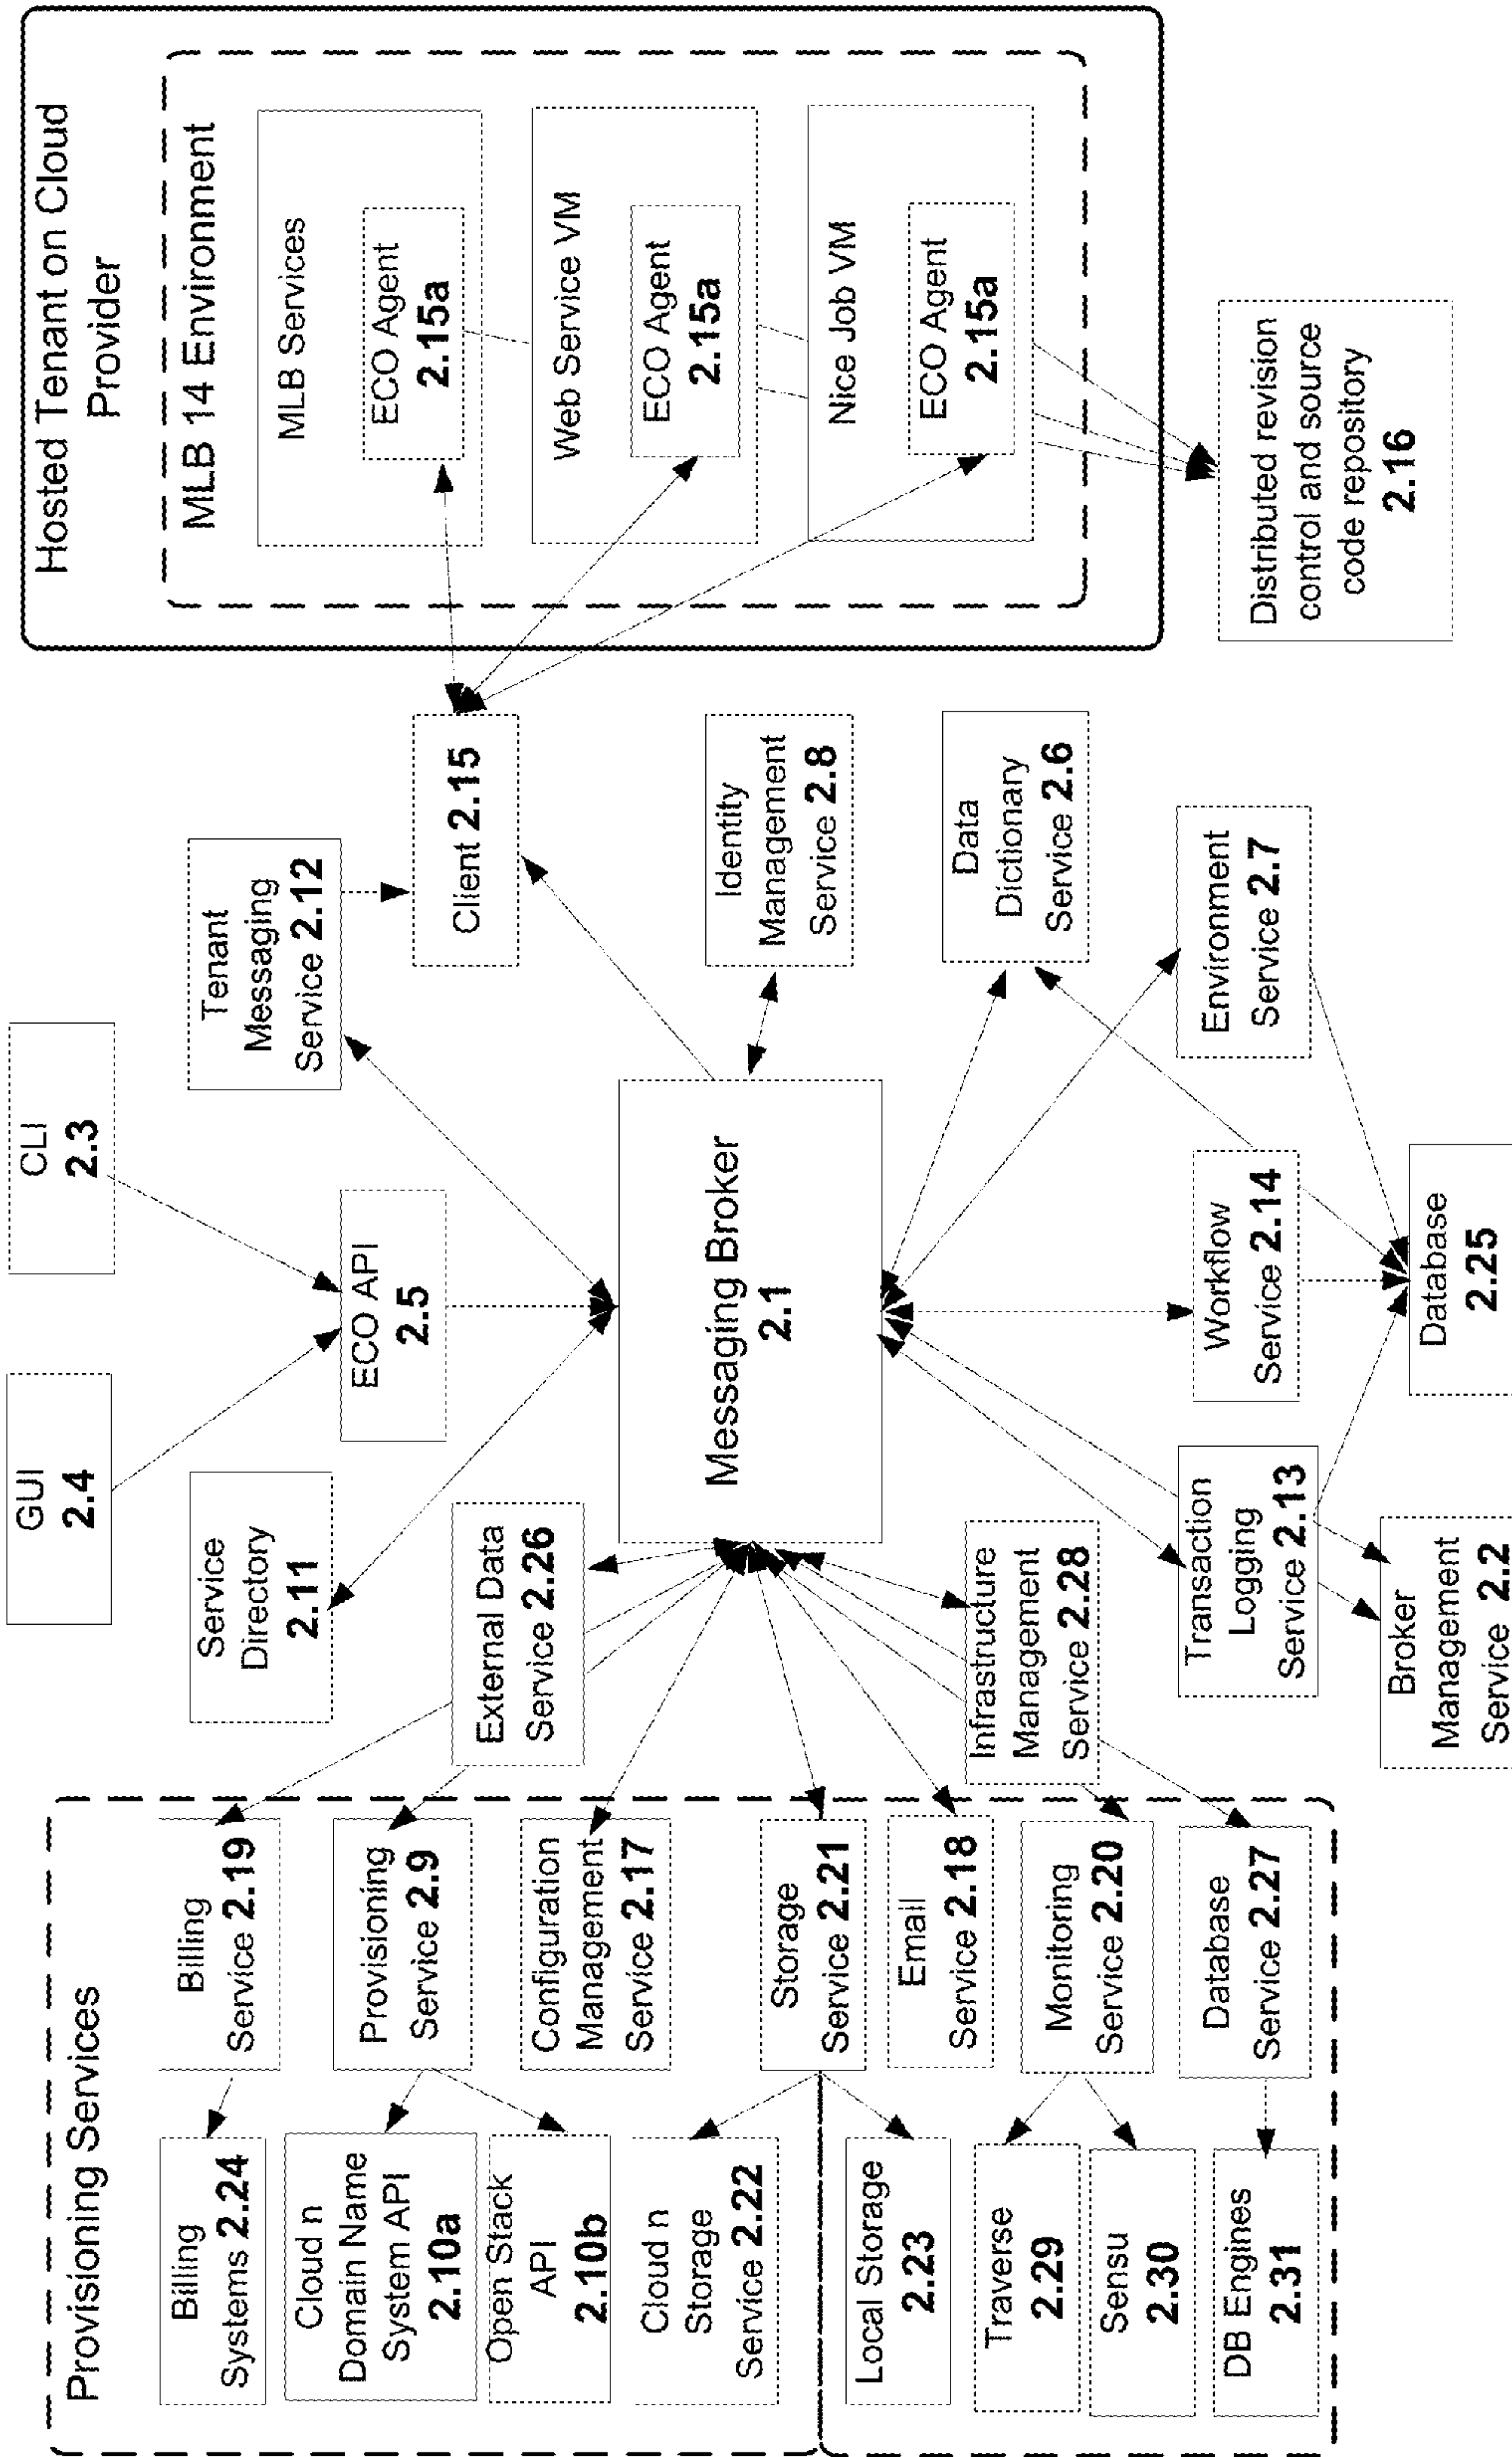 Provisioning Services
Billing
Systems 2.24
Cloud n
Domain Name
System API
2.10a
Open Stack
API
2.10b
Cloud n
Storage
Service 2.22
Local Storage
2.23
Traverse
2.29
Sensu
2.30
DB Engines
2.31
Billing
Service 2.19
Provisioning
Service 2.9
Configuration
Management
Service 2.17
Storage
Service 2.21
Email
Service 2.18
Monitoring
Service 2.20
Database
Service 2.27
GUI
2.4
CLI
2.3
Service
Directory
2.11
ECO API
2.5
Tenant
Messaging
Service 2.12
External Data
Service 2.26
Messaging Broker
2.1
Infrastructure
Management
Service 2.28
Client 2.15
Identity
Management
Service 2.8
Data
Dictionary
Service 2.6
Environment
Service 2.7
Workflow
Service 2.14
Transaction
Logging
Service 2.13
Broker
Management
Service 2.2
Database
2.25
Hosted Tenant on Cloud
Provider
MLB 14 Environment
MLB Services
ECO Agent
2.15a
Web Service VM
ECO Agent
2.15a
Nice Job VM
ECO Agent
2.15a
Distributed revision
control and source
code repository
2.16